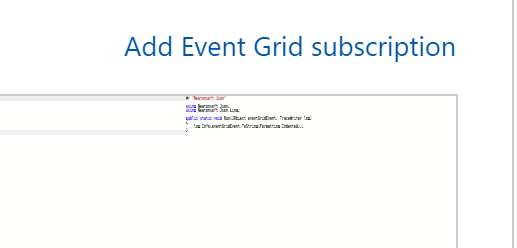 Add Event Grid subscription
#r "Newtonsoft.Json"
using Newtonsoft.Json;
using Newtonsoft.Json.Linq;
public static void Run(JObject eventGridEvent, TraceWriter log)
{
log.Info(eventGridEvent.ToString(Formatting.Indented));
}